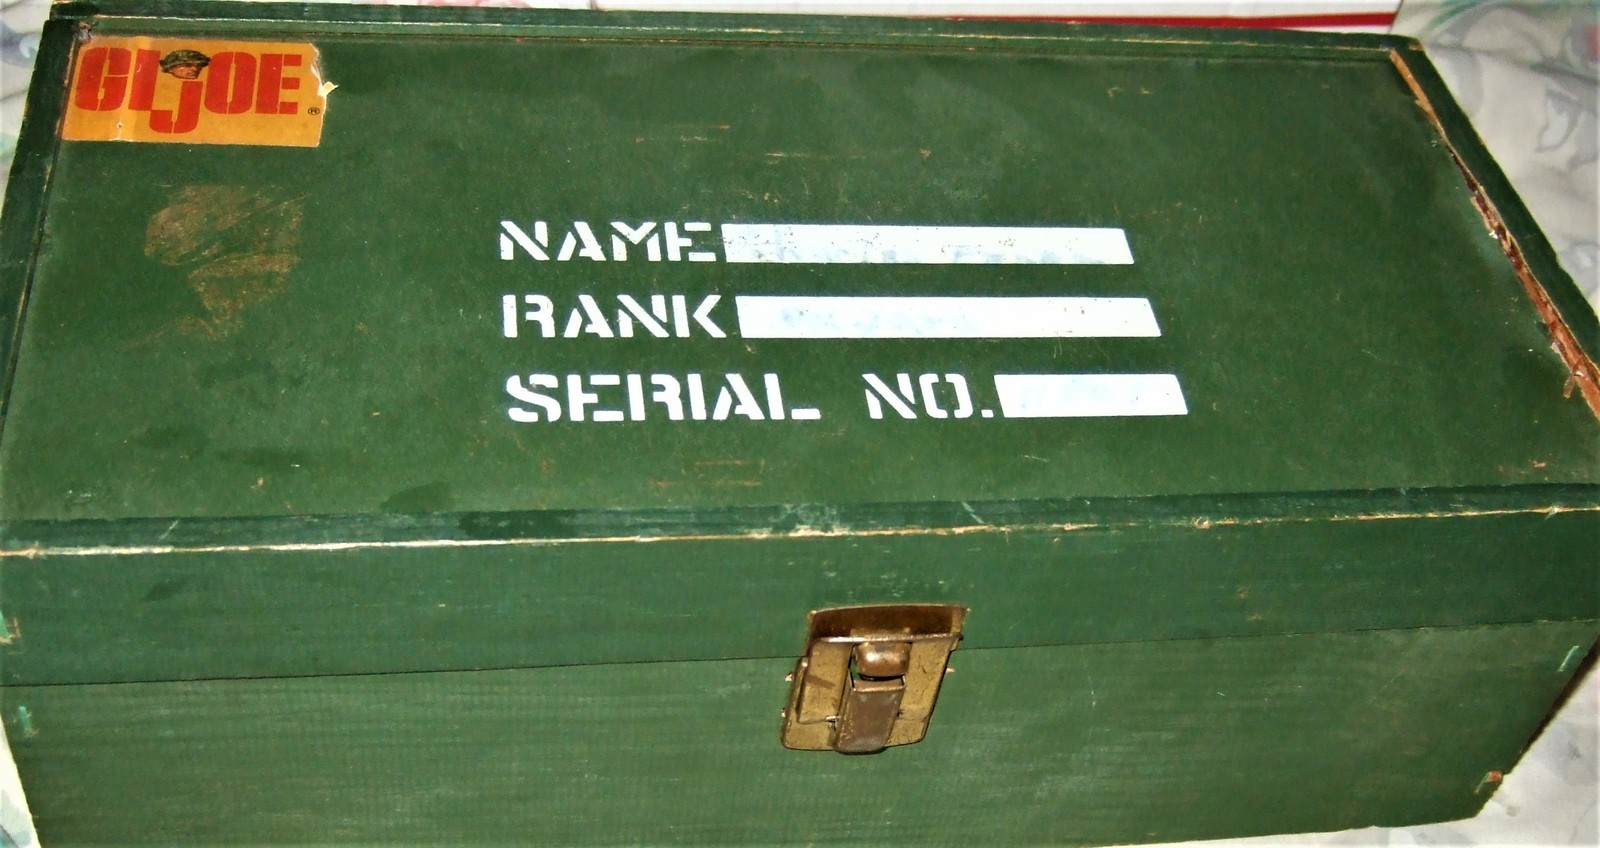 GI JOE®
NAME
RANK
SERIAL NO.